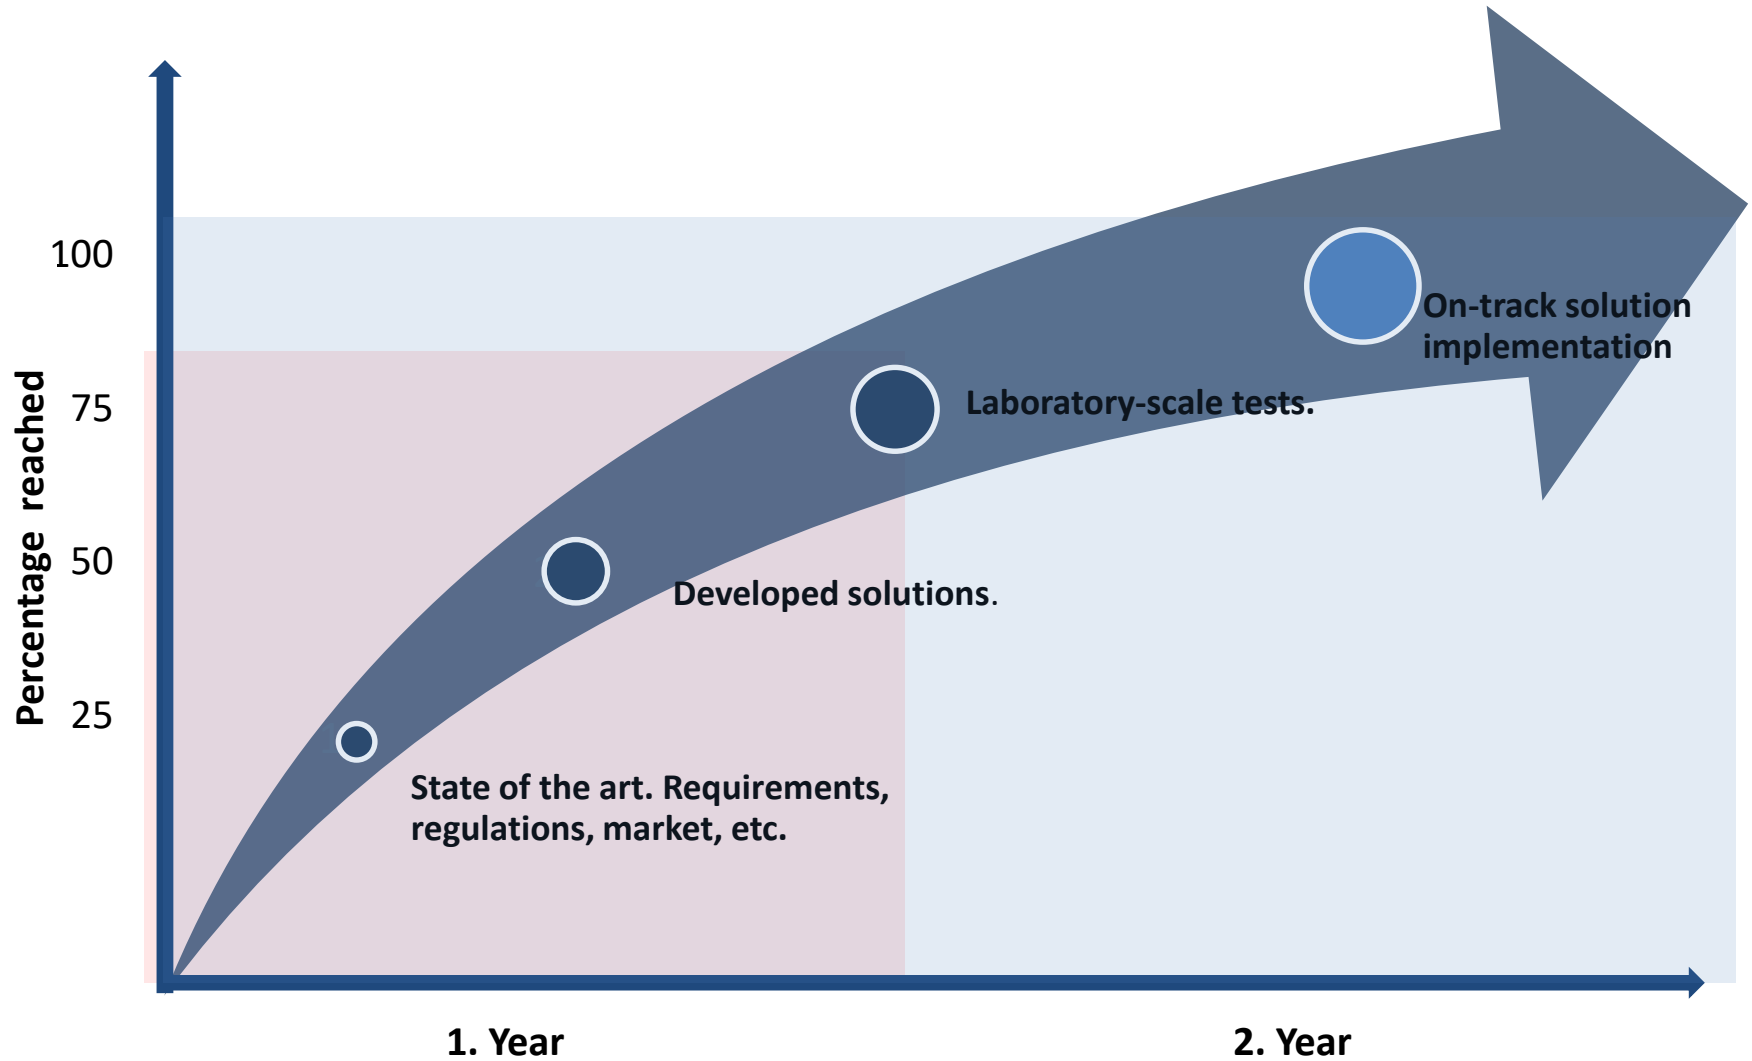 100
75
50
25
Percentage reached
On-track solution
implementation
Laboratory-scale tests.
Developed solutions.
State of the art. Requirements,
regulations, market, etc.
1. Year
2. Year